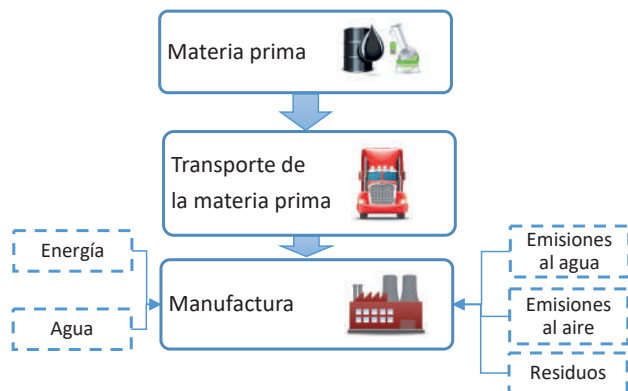 Materia prima
Transporte de
la materia prima
Energía
Agua
Manufactura
Emisiones
al agua
Emisiones
al aire
Residuos